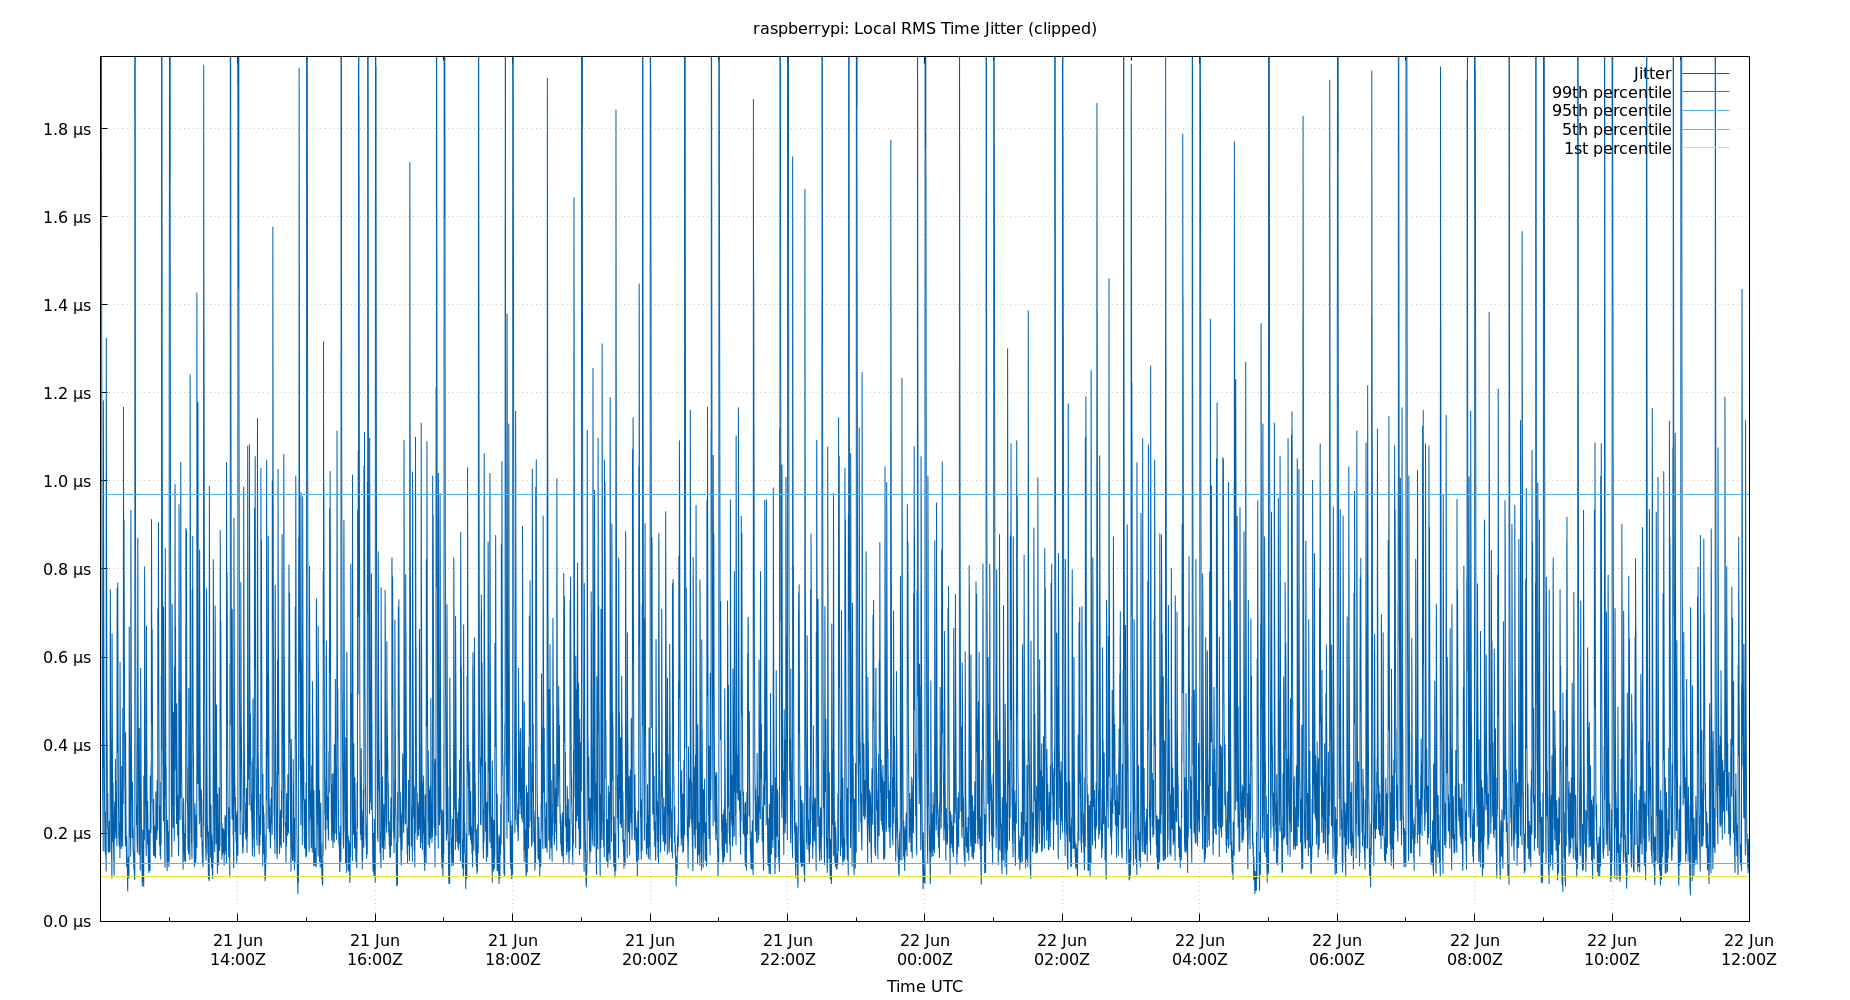 raspberrypi: Local RMS Time Jitter (clipped)
Jitter
99th percentile
95th percentile
5th percentile
1st percentile
1.8 µs
1.6 µs
1.4 µs
1.2 µs
1.0 µs
0.8 µs
0.6 µs
0.4 µs
0.2 µs
0.0 µs
21 Jun 21 Jun 21 Jun 21 Jun 21 Jun 22 Jun 22 Jun 22 Jun 22 Jun 22 Jun 22 Jun 22 Jun
14:00Z 16:00Z 18:00Z 20:00Z 22:00Z 00:00Z 02:00Z 04:00Z 06:00Z 08:00Z 10:00Z 12:00Z
Time UTC